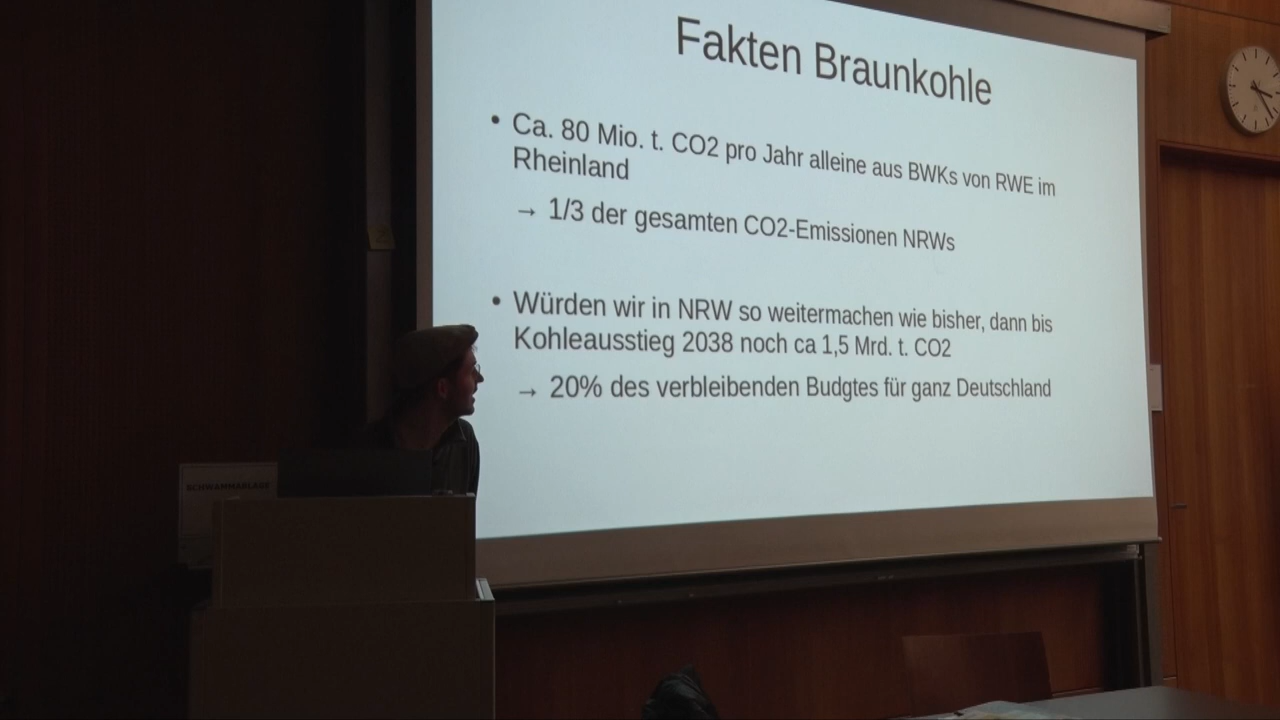 Fakten Braunkohle
• Ca. 80 Mio. t. CO2 pro Jahr alleine aus BWKs von RWE im
Rheinland
→ 1/3 der gesamten CO2-Emissionen NRWs
• Würden wir in NRW so weitermachen wie bisher, dann bis
Kohleausstieg 2038 noch ca 1,5 Mrd. t. CO2
→ 20% des verbleibenden Budgtes für ganz Deutschland
SCHWAMMABLAGE